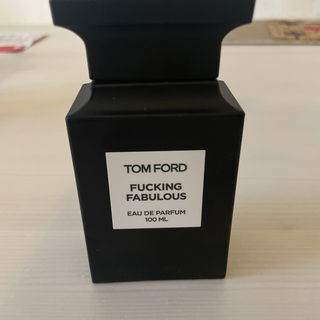 TOM FORD
FUCKING
FABULOUS
EAU DE PARFUM
100 ML